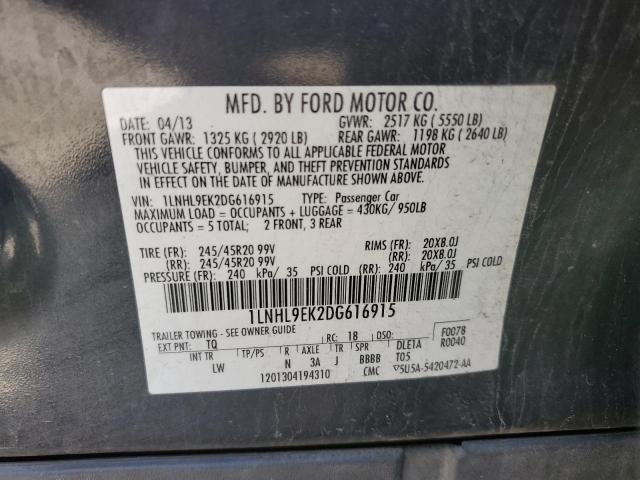 MFD. BY FORD MOTOR CO.
DATE: 04/13 GVWR: 2517 KG ( 5550 LB)
FRONT GAWR: 1325 KG ( 2920 LB) REAR GAWR: 1198 KG ( 2640 LB)
THIS VEHICLE CONFORMS TO ALL APPLICABLE FEDERAL MOTOR
VEHICLE SAFETY, BUMPER, AND THEFT PREVENTION STANDARDS
IN EFFECT ON THE DATE OF MANUFACTURE SHOWN ABOVE.
VIN: 1LNHL9EK2DG616915 TYPE: Passenger Car
MAXIMUM LOAD = OCCUPANTS + LUGGAGE = 430KG/ 950LB
OCCUPANTS = 5 TOTAL; 2 FRONT, 3 REAR
TIRE (FR): 245/45R20 99V RIMS (FR): 20X8.0J
(RR): 245/45R20 99V (RR): 20X8.0J
PRESSURE (FR): 240 kPa/ 35 PSI COLD (RR): 240 kPa/ 35 PSI COLD
1LNHL9EK2DG616915
TRAILER TOWING - SEE OWNER GUIDE
EXT PNT: TQ RC: 18 DSO: F0078
INT TR TP/PS R AXLE TR SPR DLE1A R0040
LW N 3A J BBBB T05
1201304194310 CMC 5U5A-5420472-AA